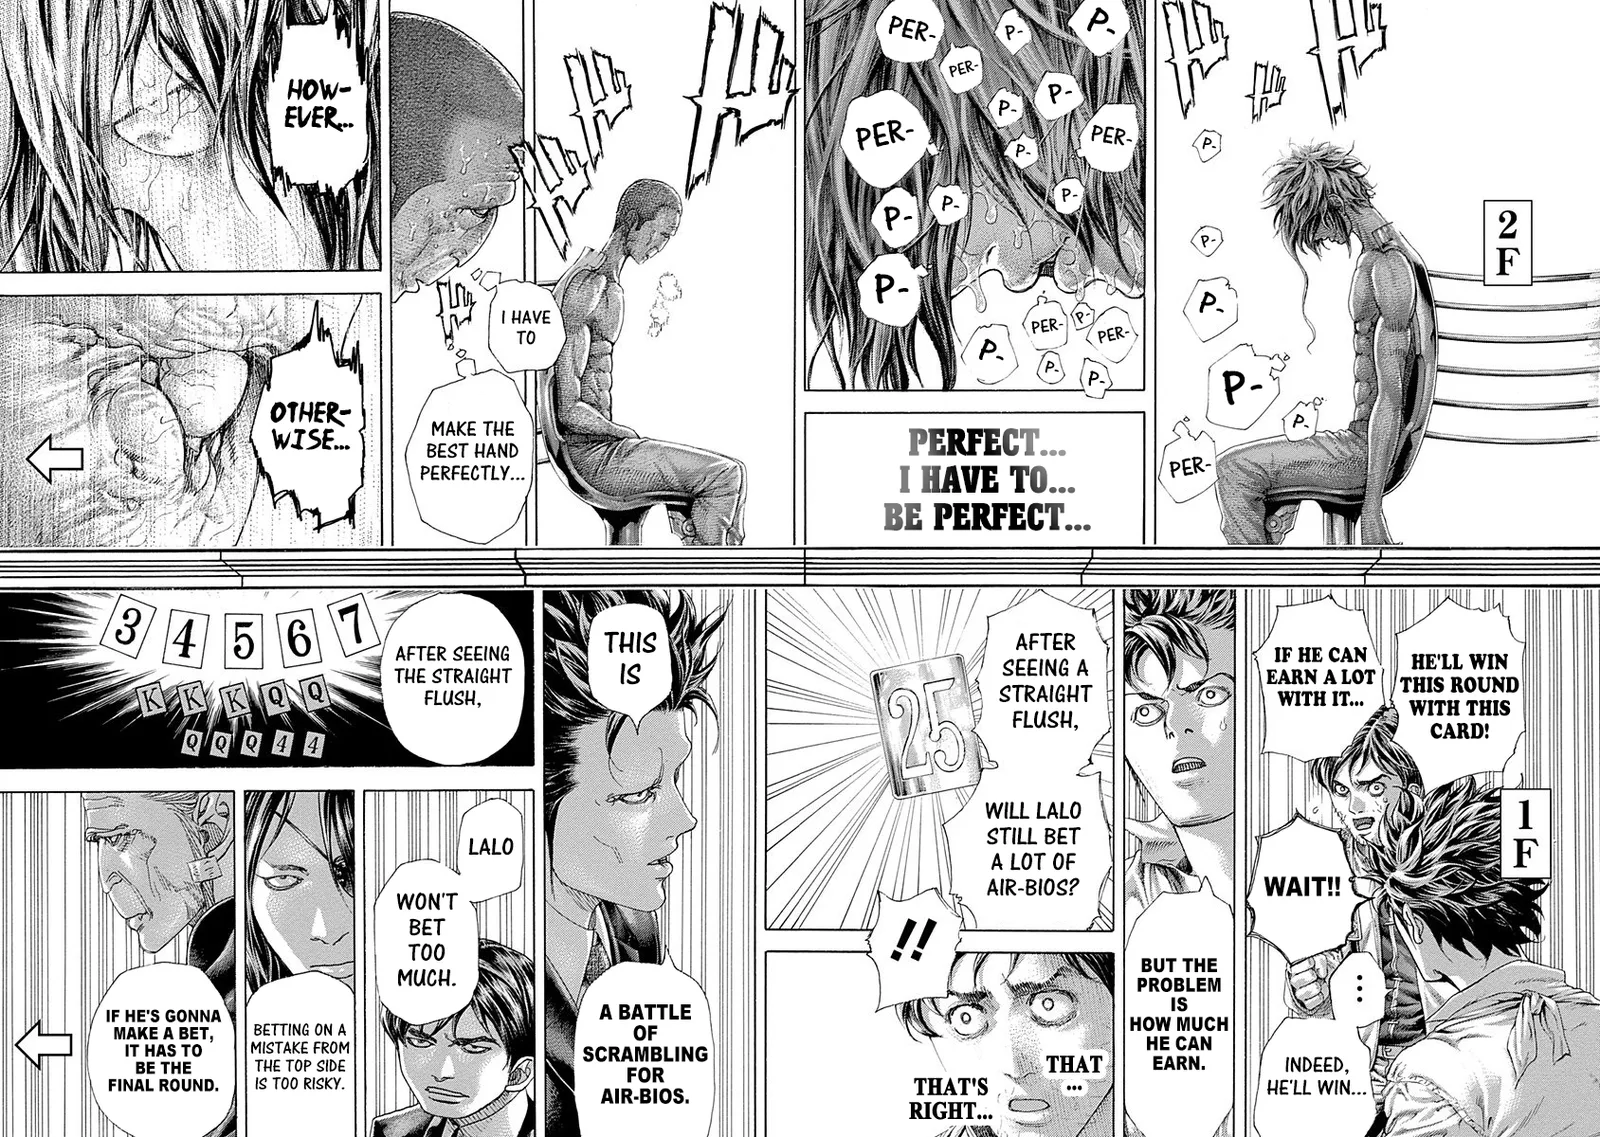 2
F
P-
P-
P-
P-
P-
PER-
P-
P-
PER-
PER-
P-
P-
PER-
PER-
P-
P-
P-
P-
P-
PER-
P-
PER-
P-
P-
P-
PERFECT...
I HAVE TO...
BE PERFECT...
I HAVE
TO
MAKE THE
BEST HAND
PERFECTLY...
HOW-
EVER...
OTHER-
WISE...
1
F
HE'LL WIN
THIS ROUND
WITH THIS
CARD!
IF HE CAN
EARN A LOT
WITH IT...
WAIT!!
...
INDEED,
HE'LL WIN...
BUT THE
PROBLEM
IS
HOW MUCH
HE CAN
EARN.
AFTER
SEEING A
STRAIGHT
FLUSH,
25
WILL LALO
STILL BET
A LOT OF
AIR-BIOS?
!!
THAT
...
THAT'S
RIGHT...
THIS
IS
A BATTLE
OF
SCRAMBLING
FOR
AIR-BIOS.
AFTER SEEING
THE STRAIGHT
FLUSH,
3 4 5 6 7
K K K Q Q
Q Q Q 4 4
LALO
WON'T
BET
TOO
MUCH.
BETTING ON A
MISTAKE FROM
THE TOP SIDE
IS TOO RISKY.
IF HE'S GONNA
MAKE A BET,
IT HAS TO
BE THE
FINAL ROUND.